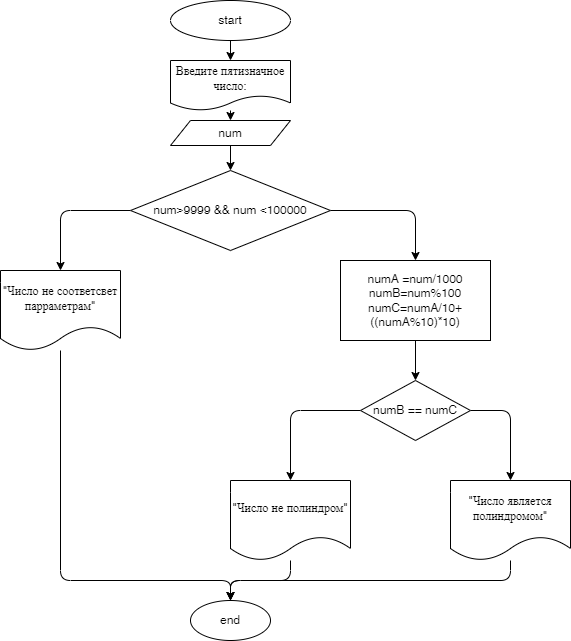 start
Введите пятизначное
число:
num
num>9999 && num <100000
"Число не соответсвет
парраметрам"
numA =num/1000
numB=num%100
numC=numA/10+
((numA%10)*10)
numB == numC
"Число не полиндром"
"Число является
полиндромом"
end